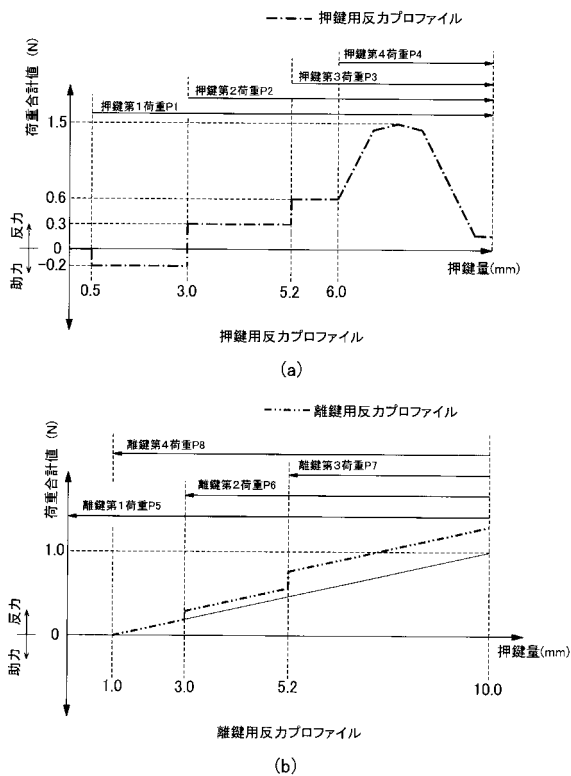 押鍵用反力プロファイル
荷重合計値 (N)
押鍵第4荷重P4
押鍵第3荷重P3
押鍵第2荷重P2
押鍵第1荷重P1
1.5
0.6
0.3
0
-0.2
反力
助力
0.5
3.0
5.2
6.0
押鍵量(mm)
押鍵用反力プロファイル
(a)
離鍵用反力プロファイル
荷重合計値 (N)
離鍵第4荷重P8
離鍵第3荷重P7
離鍵第2荷重P6
離鍵第1荷重P5
1.0
0
反力
助力
1.0
3.0
5.2
10.0
押鍵量(mm)
離鍵用反力プロファイル
(b)